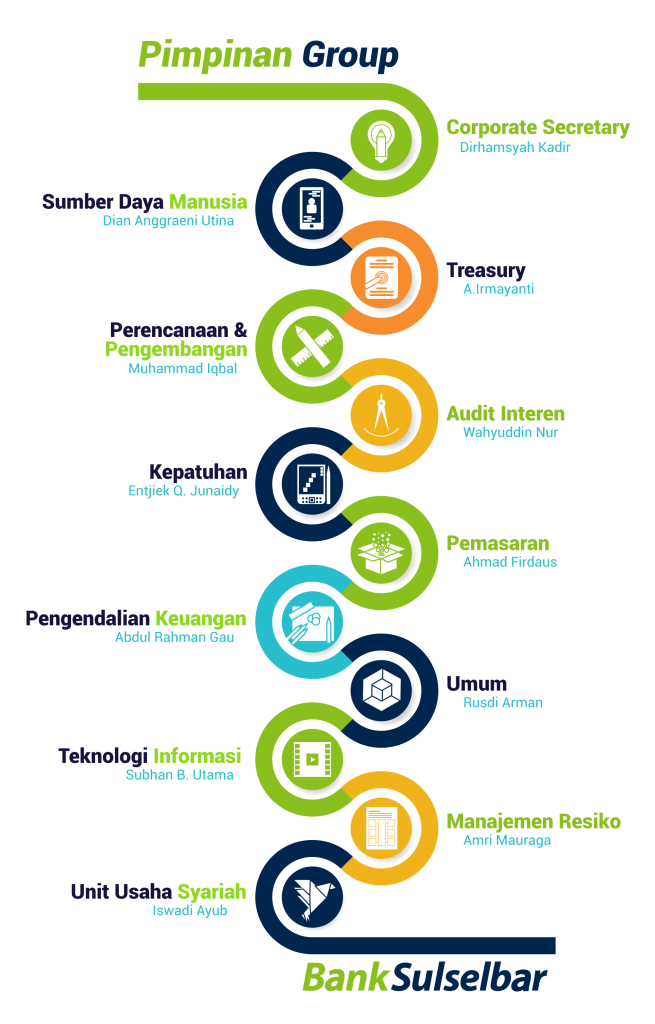 Pimpinan Group
Corporate Secretary
Dirhamsyah Kadir
Sumber Daya Manusia
Dian Anggraeni Utina
Treasury
A.Irmayanti
Perencanaan &
Pengembangan
Muhammad Iqbal
Audit Interen
Wahyuddin Nur
Kepatuhan
Entjiek Q. Junaidy
Pemasaran
Ahmad Firdaus
Pengendalian Keuangan
Abdul Rahman Gau
Umum
Rusdi Arman
Teknologi Informasi
Subhan B. Utama
Manajemen Resiko
Amri Mauraga
Unit Usaha Syariah
Iswadi Ayub
Bank Sulselbar